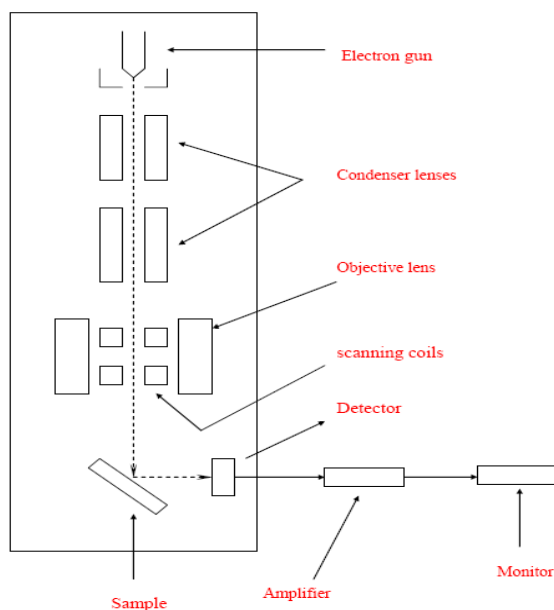 Electron gun
Condenser lenses
Objective lens
scanning coils
Detector
Monitor
Amplifier
Sample